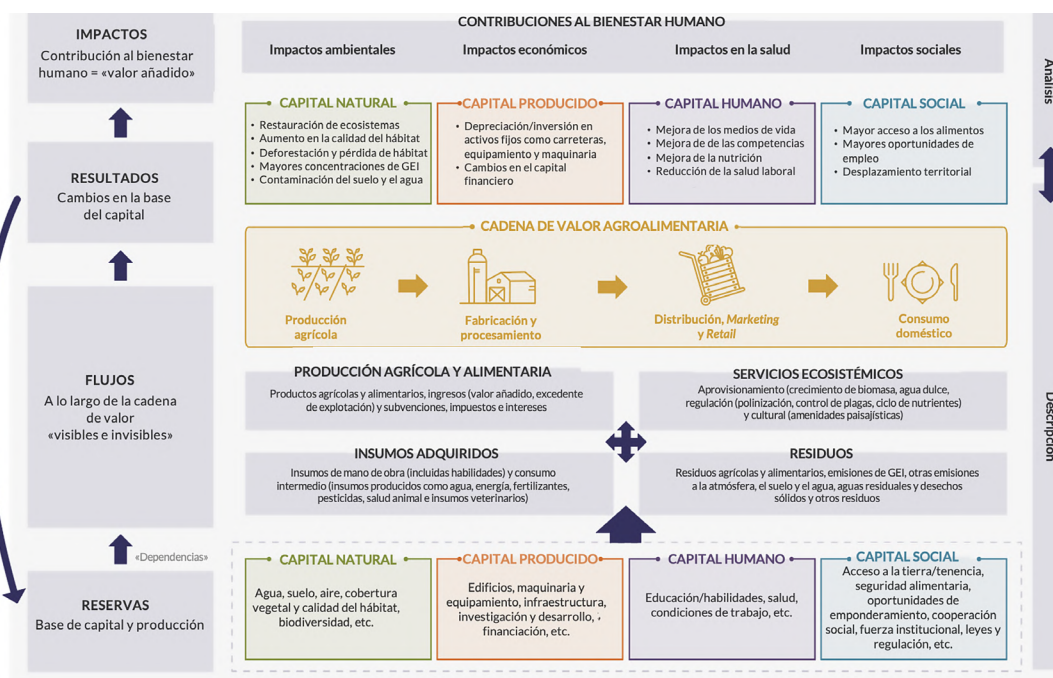 IMPACTOS
Contribución al bienestar
humano = «valor añadido»
CONTRIBUCIONES AL BIENESTAR HUMANO
Impactos ambientales
Impactos económicos
Impactos en la salud
Impactos sociales
Análisis
RESULTADOS
Cambios en la base
del capital
CAPITAL NATURAL
• Restauración de ecosistemas
• Aumento en la calidad del hábitat
• Deforestación y pérdida de hábitat
• Mayores concentraciones de GEI
• Contaminación del suelo y el agua
CAPITAL PRODUCIDO
• Depreciación/inversión en
activos fijos como carreteras,
equipamiento y maquinaria
• Cambios en el capital
financiero
CAPITAL HUMANO
• Mejora de los medios de vida
• Mejora de de las competencias
• Mejora de la nutrición
• Reducción de la salud laboral
CAPITAL SOCIAL
• Mayor acceso a los alimentos
• Mayores oportunidades de
empleo
• Desplazamiento territorial
CADENA DE VALOR AGROALIMENTARIA
Producción
agrícola
Fabricación y
procesamiento
Distribución, Marketing
y Retail
Consumo
doméstico
FLUJOS
A lo largo de la cadena
de valor
«visibles e invisibles»
PRODUCCIÓN AGRÍCOLA Y ALIMENTARIA
Productos agrícolas y alimentarios, ingresos (valor añadido, excedente
de explotación) y subvenciones, impuestos e intereses
SERVICIOS ECOSISTÉMICOS
Aprovisionamiento (crecimiento de biomasa, agua dulce,
regulación (polinización, control de plagas, ciclo de nutrientes)
y cultural (amenidades paisajísticas)
INSUMOS ADQUIRIDOS
Insumos de mano de obra (incluidas habilidades) y consumo
intermedio (insumos producidos como agua, energía, fertilizantes,
pesticidas, salud animal e insumos veterinarios)
RESIDUOS
Residuos agrícolas y alimentarios, emisiones de GEI, otras emisiones
a la atmósfera, el suelo y el agua, aguas residuales y desechos
sólidos y otros residuos
Descripción
«Dependencias»
RESERVAS
Base de capital y producción
CAPITAL NATURAL
Agua, suelo, aire, cobertura
vegetal y calidad del hábitat,
biodiversidad, etc.
CAPITAL PRODUCIDO
Edificios, maquinaria y
equipamiento, infraestructura,
investigación y desarrollo, ;
financiación, etc.
CAPITAL HUMANO
Educación/habilidades, salud,
condiciones de trabajo, etc.
CAPITAL SOCIAL
Acceso a la tierra/tenencia,
seguridad alimentaria,
oportunidades de
emponderamiento, cooperación
social, fuerza institucional, leyes y
regulación, etc.